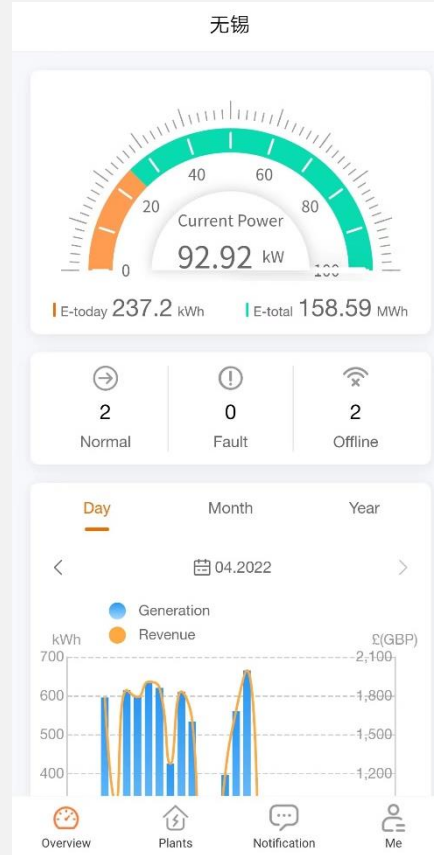 无锡
40 60
20 80
Current Power
92.92 kW
0 100
E-today 237.2 kWh E-total 158.59 MWh
2 0 2
Normal Fault Offline
Day Month Year
04.2022
Generation
Revenue
kWh £(GBP)
700 2,100
600 1,800
500 1,500
400 1,200
Overview Plants Notification Me